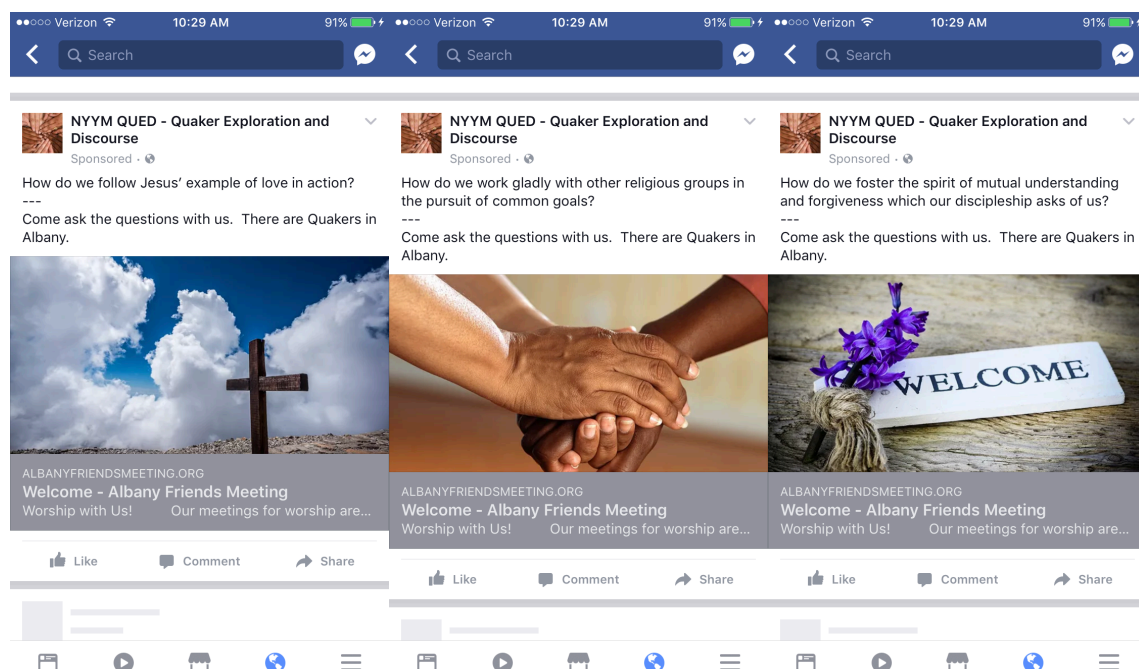 ●●○○○ Verizon 10:29 AM 91%
Search
NYYM QUED - Quaker Exploration and
Discourse
Sponsored ·
How do we follow Jesus’ example of love in action?
---
Come ask the questions with us.  There are Quakers in
Albany.
ALBANYFRIENDSMEETING.ORG
Welcome - Albany Friends Meeting
Worship with Us! Our meetings for worship are...
Like Comment Share
●●○○○ Verizon 10:29 AM 91%
Search
NYYM QUED - Quaker Exploration and
Discourse
Sponsored ·
How do we work gladly with other religious groups in
the pursuit of common goals?
---
Come ask the questions with us.  There are Quakers in
Albany.
ALBANYFRIENDSMEETING.ORG
Welcome - Albany Friends Meeting
Worship with Us! Our meetings for worship are...
Like Comment Share
●●○○○ Verizon 10:29 AM 91%
Search
NYYM QUED - Quaker Exploration and
Discourse
Sponsored ·
How do we foster the spirit of mutual understanding
and forgiveness which our discipleship asks of us?
---
Come ask the questions with us.  There are Quakers in
Albany.
WELCOME
ALBANYFRIENDSMEETING.ORG
Welcome - Albany Friends Meeting
Worship with Us! Our meetings for worship are...
Like Comment Share